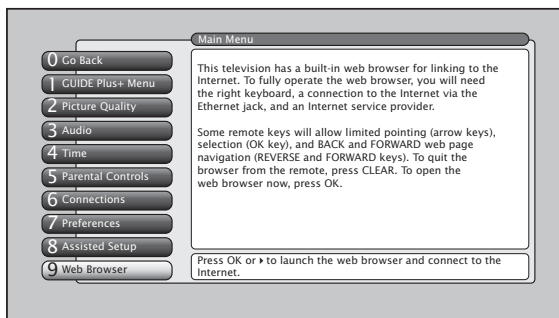 Main Menu
0 Go Back
1 GUIDE Plus+ Menu
2 Picture Quality
3 Audio
4 Time
5 Parental Controls
6 Connections
7 Preferences
8 Assisted Setup
9 Web Browser
This television has a built-in web browser for linking to the
Internet. To fully operate the web browser, you will need
the right keyboard, a connection to the Internet via the
Ethernet jack, and an Internet service provider.
Some remote keys will allow limited pointing (arrow keys),
selection (OK key), and BACK and FORWARD web page
navigation (REVERSE and FORWARD keys). To quit the
browser from the remote, press CLEAR. To open the
web browser now, press OK.
Press OK or ▸ to launch the web browser and connect to the
Internet.